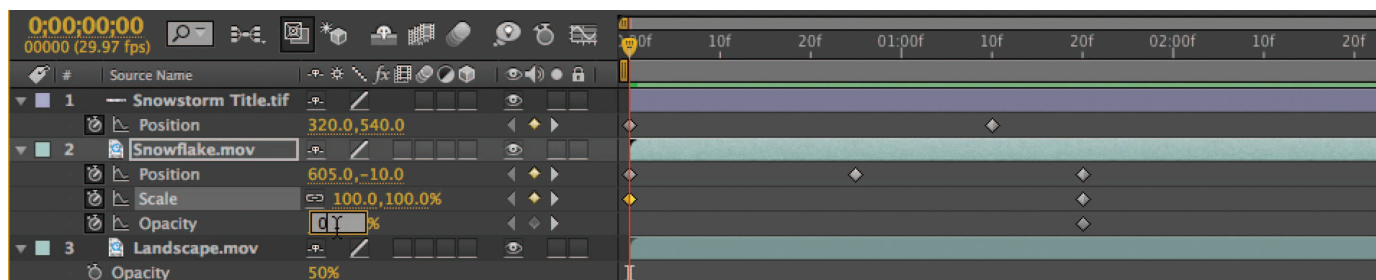 0;00;00;00
00000 (29.97 fps)
:00f 10f 20f 01:00f 10f 20f 02:00f 10f 20f
# Source Name fx
1 Snowstorm Title.tif
Position 320.0,540.0
2 Snowflake.mov
Position 605.0,-10.0
Scale 100.0,100.0%
Opacity 0 %
3 Landscape.mov
Opacity 50%